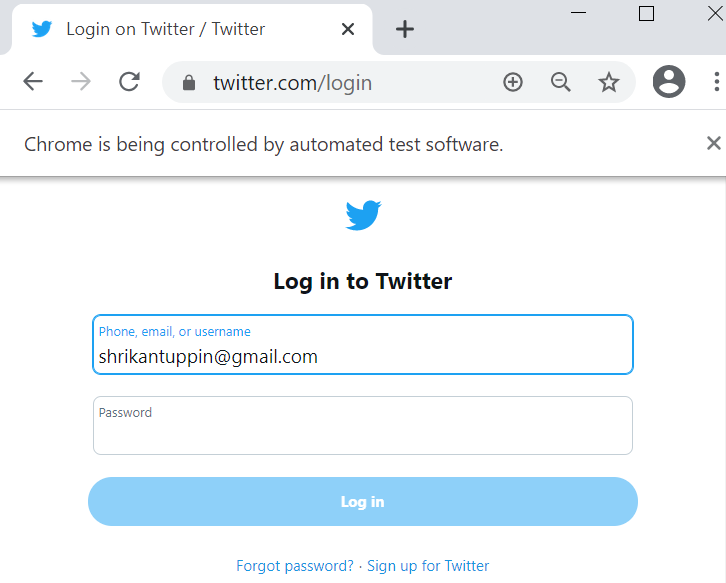 Login on Twitter / Twitter
twitter.com/login
Chrome is being controlled by automated test software.
Log in to Twitter
Phone, email, or username
shrikantuppin@gmail.com
Password
Log in
Forgot password? · Sign up for Twitter